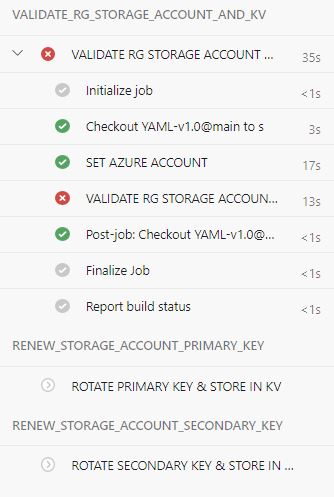 VALIDATE_RG_STORAGE_ACCOUNT_AND_KV
VALIDATE RG STORAGE ACCOUNT ... 35s
Initialize job <1s
Checkout YAML-v1.0@main to s 3s
SET AZURE ACCOUNT 17s
VALIDATE RG STORAGE ACCOUN... 13s
Post-job: Checkout YAML-v1.0@... <1s
Finalize Job <1s
Report build status <1s
RENEW_STORAGE_ACCOUNT_PRIMARY_KEY
ROTATE PRIMARY KEY & STORE IN KV
RENEW_STORAGE_ACCOUNT_SECONDARY_KEY
ROTATE SECONDARY KEY & STORE IN ...